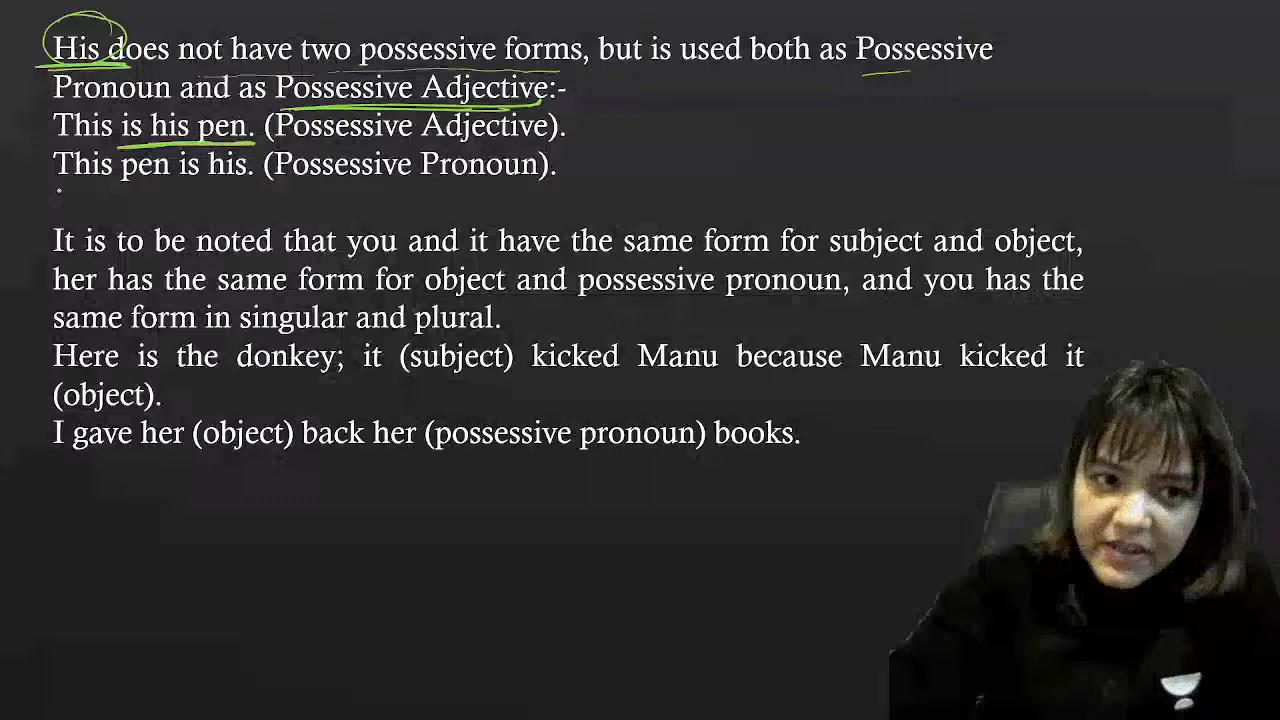 His does not have two possessive forms, but is used both as Possessive
Pronoun and as Possessive Adjective:-
This is his pen. (Possessive Adjective).
This pen is his. (Possessive Pronoun).
It is to be noted that you and it have the same form for subject and object,
her has the same form for object and possessive pronoun, and you has the
same form in singular and plural.
Here is the donkey; it (subject) kicked Manu because Manu kicked it
(object).
I gave her (object) back her (possessive pronoun) books.